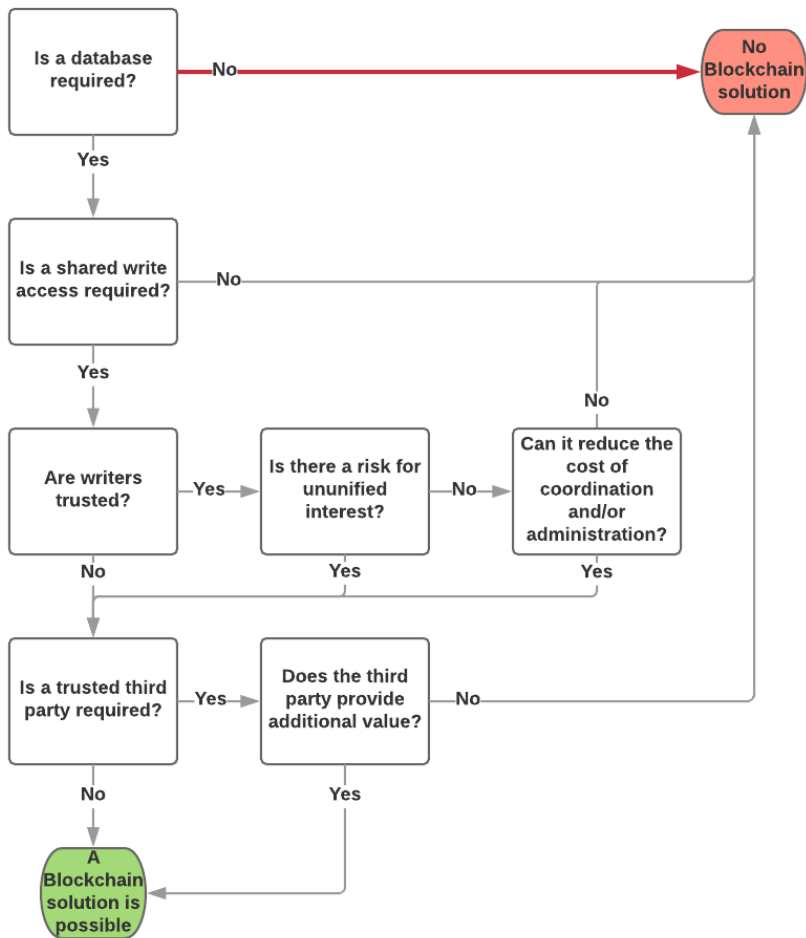 Is a database
required?
No
No
Blockchain
solution
Yes
Is a shared write
access required?
No
Yes
No
Are writers
trusted?
Yes
Is there a risk for
ununified
interest?
No
Can it reduce the
cost of
coordination
and/or
administration?
No
Yes
Yes
Is a trusted third
party required?
Yes
Does the third
party provide
additional value?
No
No
Yes
A
Blockchain
solution is
possible